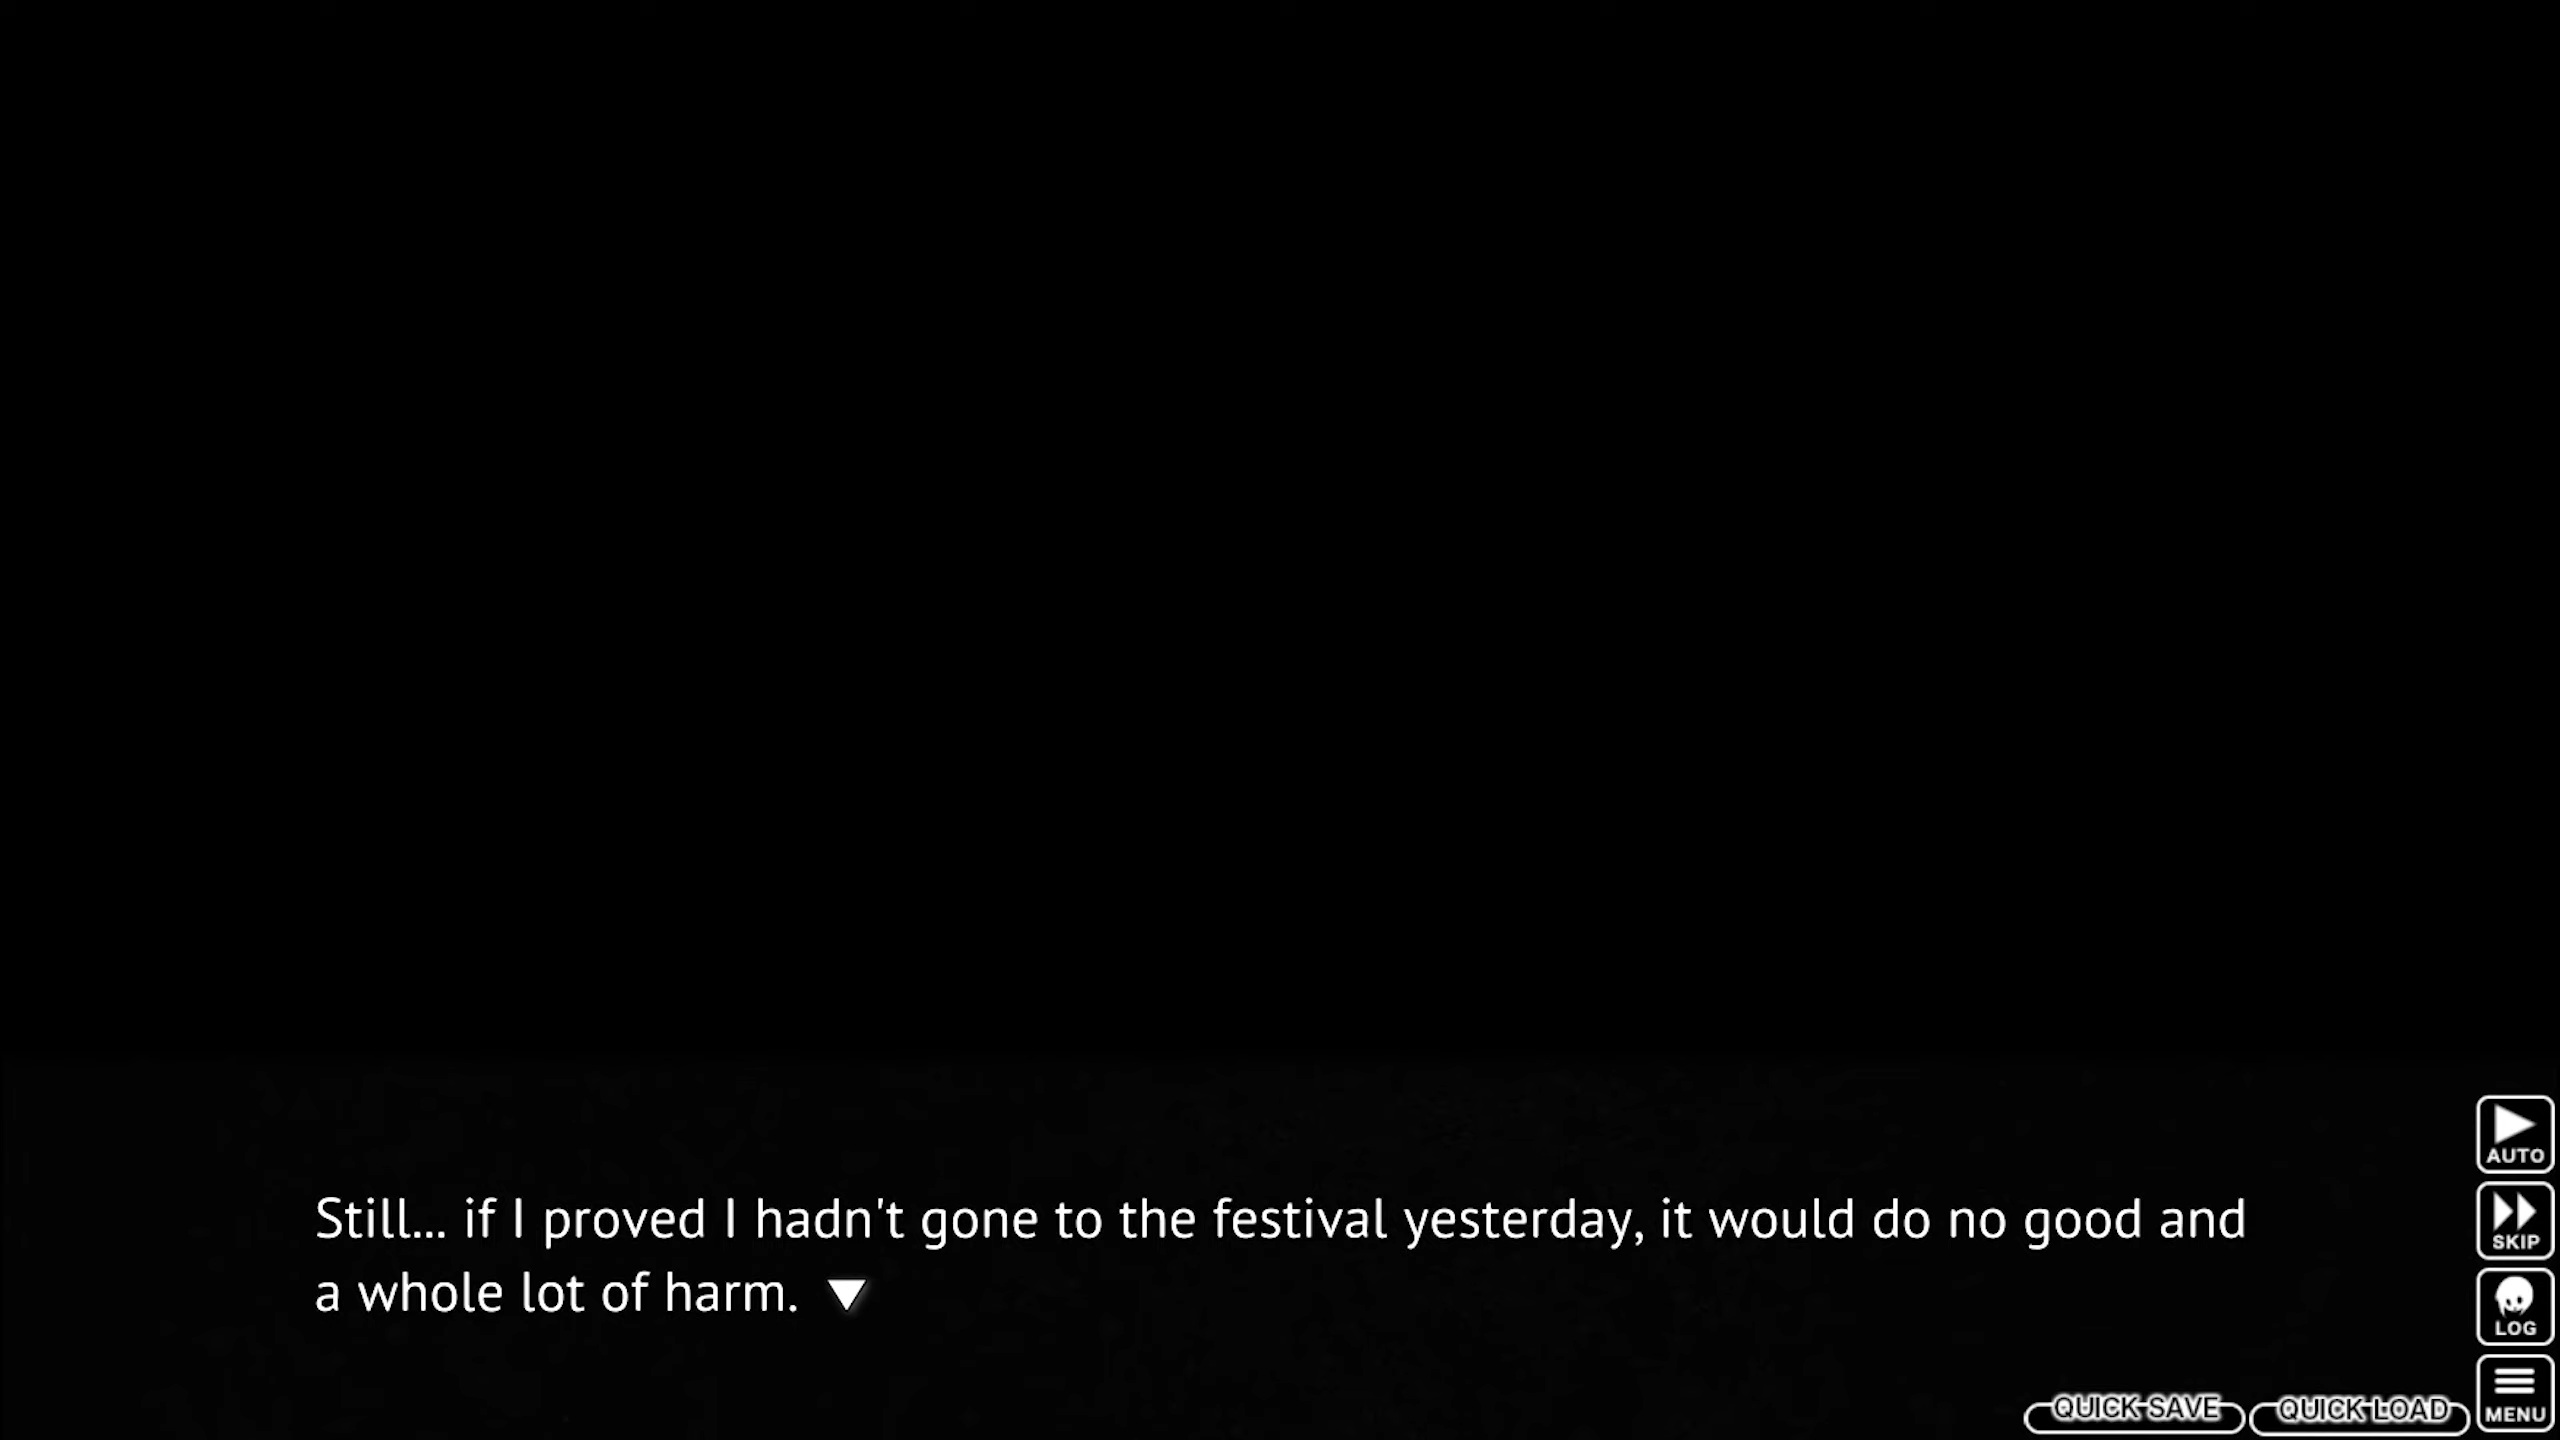 Still... if I proved I hadn't gone to the festival yesterday, it would do no good and
a whole lot of harm.
AUTO
SKIP
LOG
MENU
QUICK SAVE
QUICK LOAD